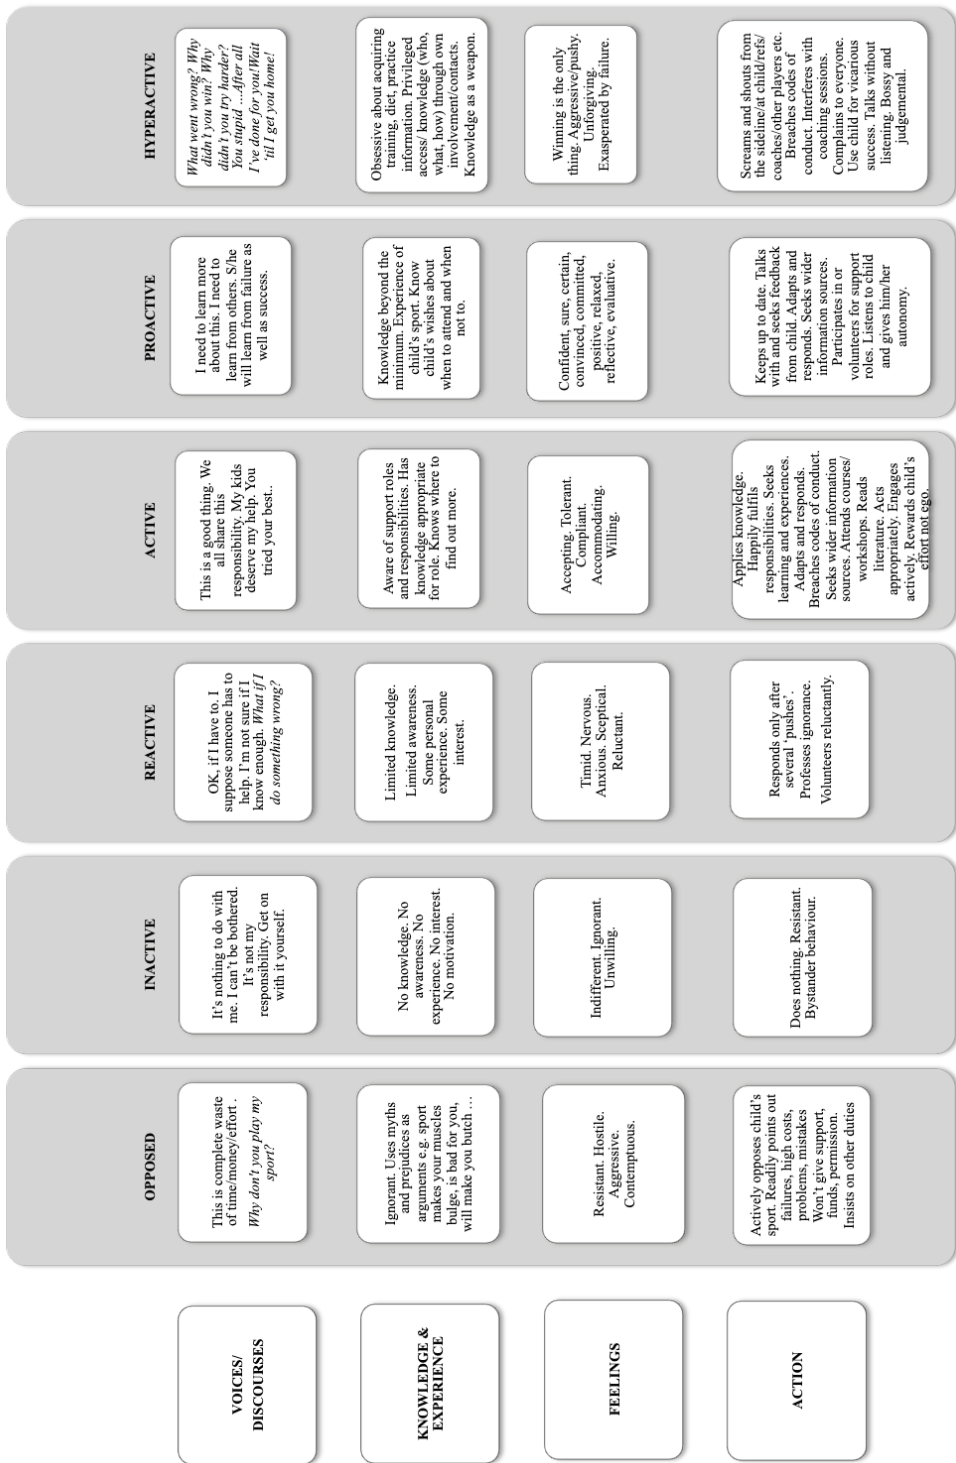 OPPOSED
INACTIVE
REACTIVE
ACTIVE
PROACTIVE
HYPERACTIVE
VOICES/
DISCOURSES
This is complete waste
of time/money/effort .
Why don't you play my
sport?
It's nothing to do with
me. I can't be bothered.
It's not my
responsibility. Get on
with it yourself.
OK, if I have to. I
suppose someone has to
help. I'm not sure if I
know enough. What if I
do something wrong?
This is a good thing. We
all share this
responsibility. My kids
deserve my help. You
tried your best..
I need to learn more
about this. I need to
learn from others. S/he
will learn from failure as
well as success.
What went wrong? Why
didn't you win? Why
didn't you try harder?
You stupid ...After all
I've done for you!Wait
'til I get you home!
KNOWLEDGE &
EXPERIENCE
Ignorant. Uses myths
and prejudices as
arguments e.g. sport
makes your muscles
bulge, is bad for you,
will make you butch …
No knowledge. No
awareness. No
experience. No interest.
No motivation.
Limited knowledge.
Limited awareness.
Some personal
experience. Some
interest.
Aware of support roles
and responsibilities. Has
knowledge appropriate
for role. Knows where to
find out more.
Knowledge beyond the
minimum. Experience of
child's sport. Know
child's wishes about
when to attend and when
not to.
Obsessive about acquiring
training, diet, practice
information. Privileged
access/ knowledge (who,
what, how) through own
involvement/contacts.
Knowledge as a weapon.
FEELINGS
Resistant. Hostile.
Aggressive.
Contemptuous.
Indifferent. Ignorant.
Unwilling.
Timid. Nervous.
Anxious. Sceptical.
Reluctant.
Accepting. Tolerant.
Compliant.
Accommodating.
Willing.
Confident, sure, certain,
convinced, committed,
positive, relaxed,
reflective, evaluative.
Winning is the only
thing. Aggressive/pushy.
Unforgiving.
Exasperated by failure.
ACTION
Actively opposes child's
sport. Readily points out
failures, high costs,
problems, mistakes
Won't give support,
funds, permission.
Insists on other duties
Does nothing. Resistant.
Bystander behaviour.
Responds only after
several 'pushes'.
Professes ignorance.
Volunteers reluctantly.
Applies knowledge.
Happily fulfils
responsibilities. Seeks
learning and experiences.
Adapts and responds.
Breaches codes of conduct.
Seeks wider information
sources. Attends courses/
workshops. Reads
literature. Acts
appropriately. Engages
actively. Rewards child's
effort not ego.
Keeps up to date. Talks
with and seeks feedback
from child. Adapts and
responds. Seeks wider
information sources.
Participates in or
volunteers for support
roles. Listens to child
and gives him/her
autonomy.
Screams and shouts from
the sideline/at child/refs/
coaches/other players etc.
Breaches codes of
conduct. Interferes with
coaching sessions.
Complains to everyone.
Use child for vicarious
success. Talks without
listening. Bossy and
judgemental.